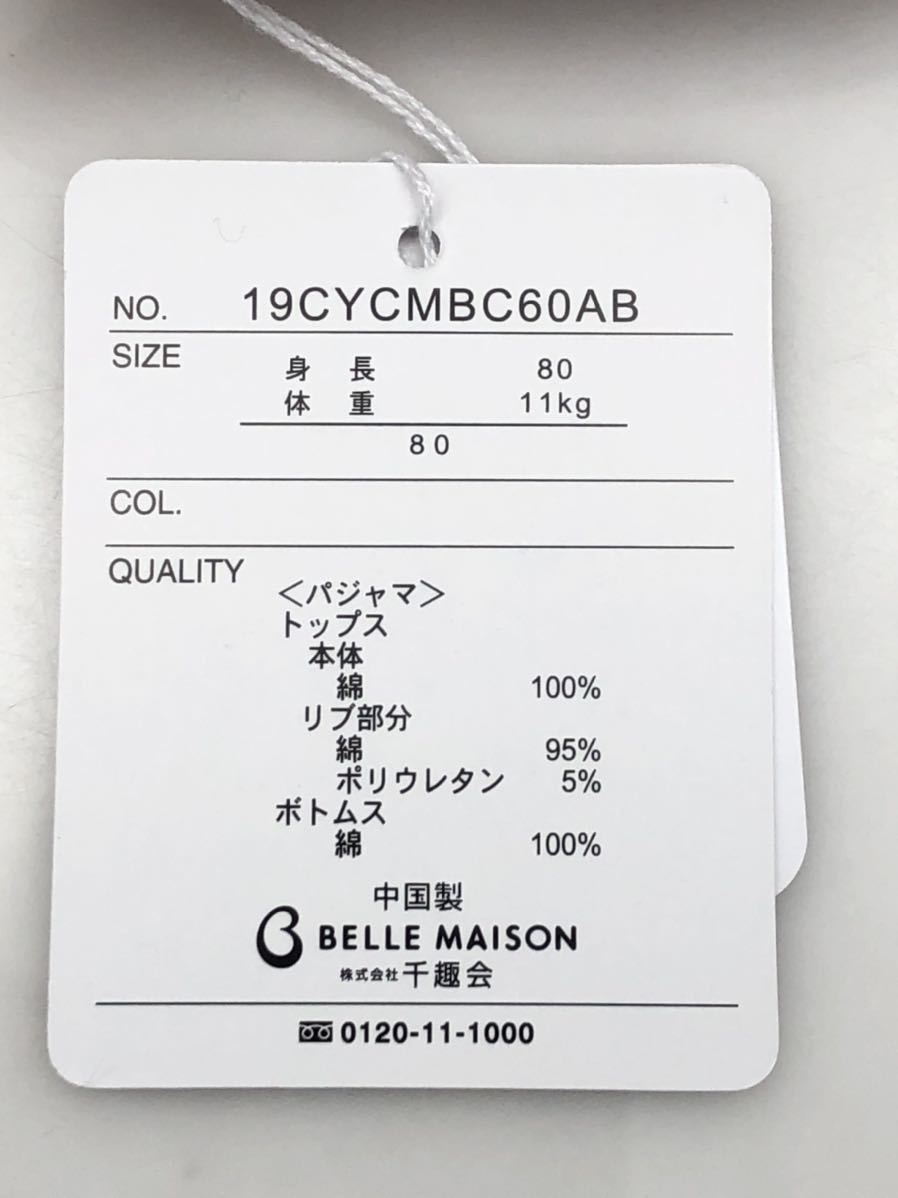 NO. 19CYCMBC60AB
SIZE
身 長 80
体 重 11kg
80
COL.
QUALITY
＜パジャマ＞
トップス
本体
綿 100%
リブ部分
綿 95%
ポリウレタン 5%
ボトムス
綿 100%
中国製
BELLE MAISON
株式会社千趣会
0120-11-1000